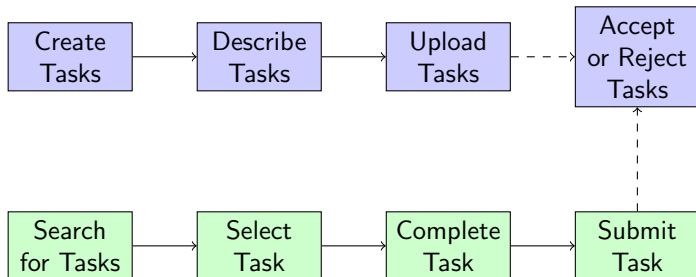 Create
Tasks
Describe
Tasks
Upload
Tasks
Accept
or Reject
Tasks
Search
for Tasks
Select
Task
Complete
Task
Submit
Task